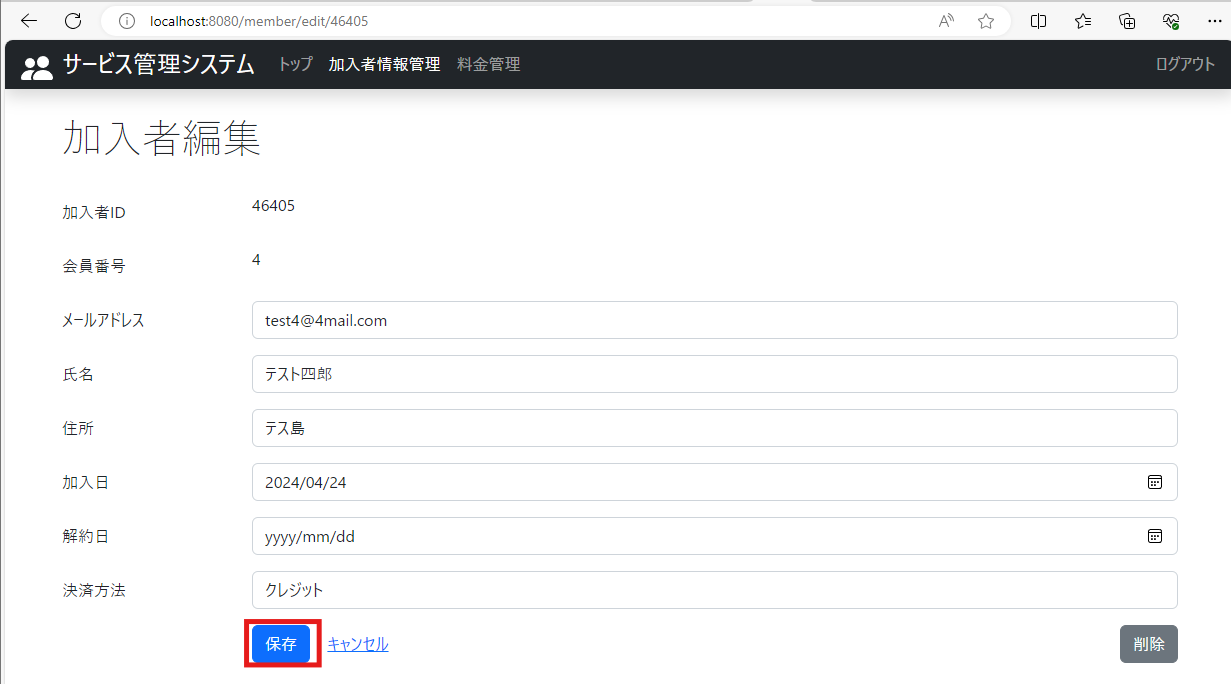 localhost:8080/member/edit/46405
サービス管理システム トップ 加入者情報管理 料金管理 ログアウト
加入者編集
加入者ID 46405
会員番号 4
メールアドレス test4@4mail.com
氏名 テスト四郎
住所 テス島
加入日 2024/04/24
解約日 yyyy/mm/dd
決済方法 クレジット
保存 キャンセル 削除